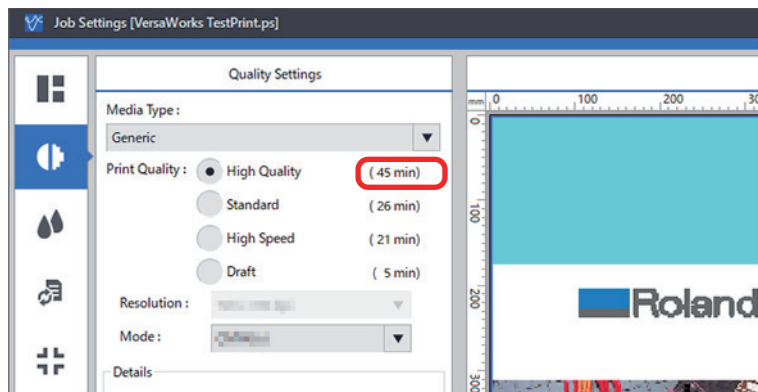 Job Settings [VersaWorks TestPrint.ps]
Quality Settings
Media Type :
Generic
Print Quality :
High Quality ( 45 min)
Standard ( 26 min)
High Speed ( 21 min)
Draft ( 5 min)
Resolution :
Mode :
Details
mm 0 100 200
0
100
200
300
Roland